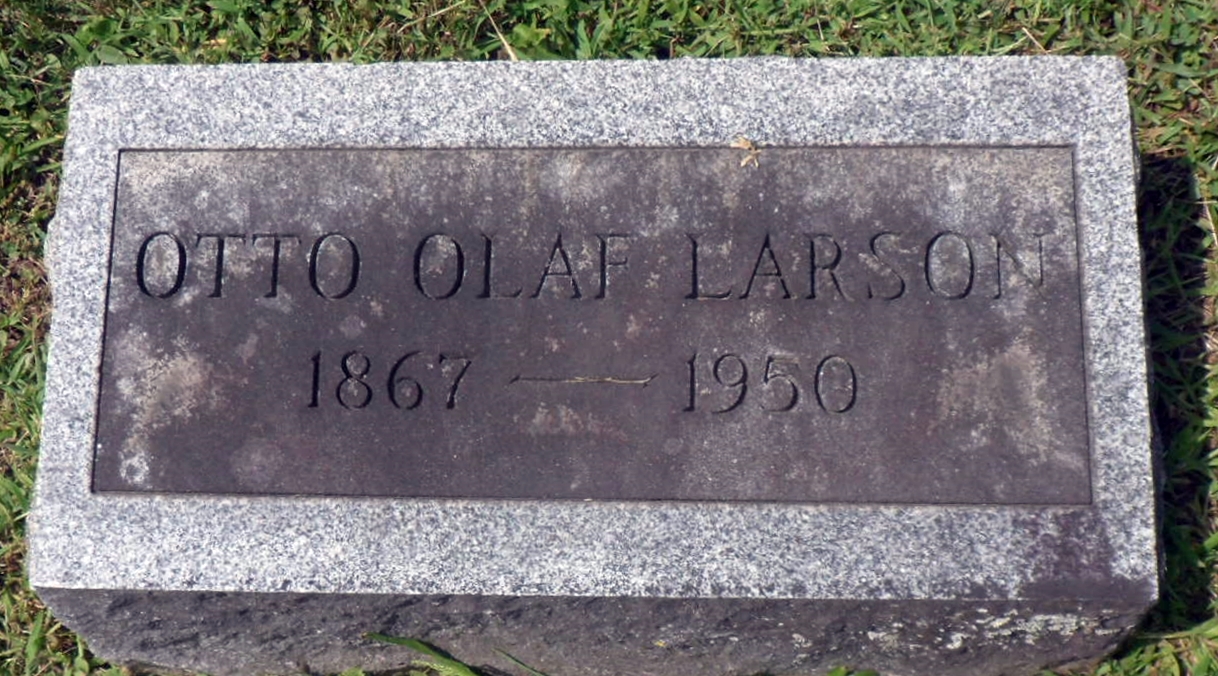 OTTO OLAF LARSON
1867 — 1950